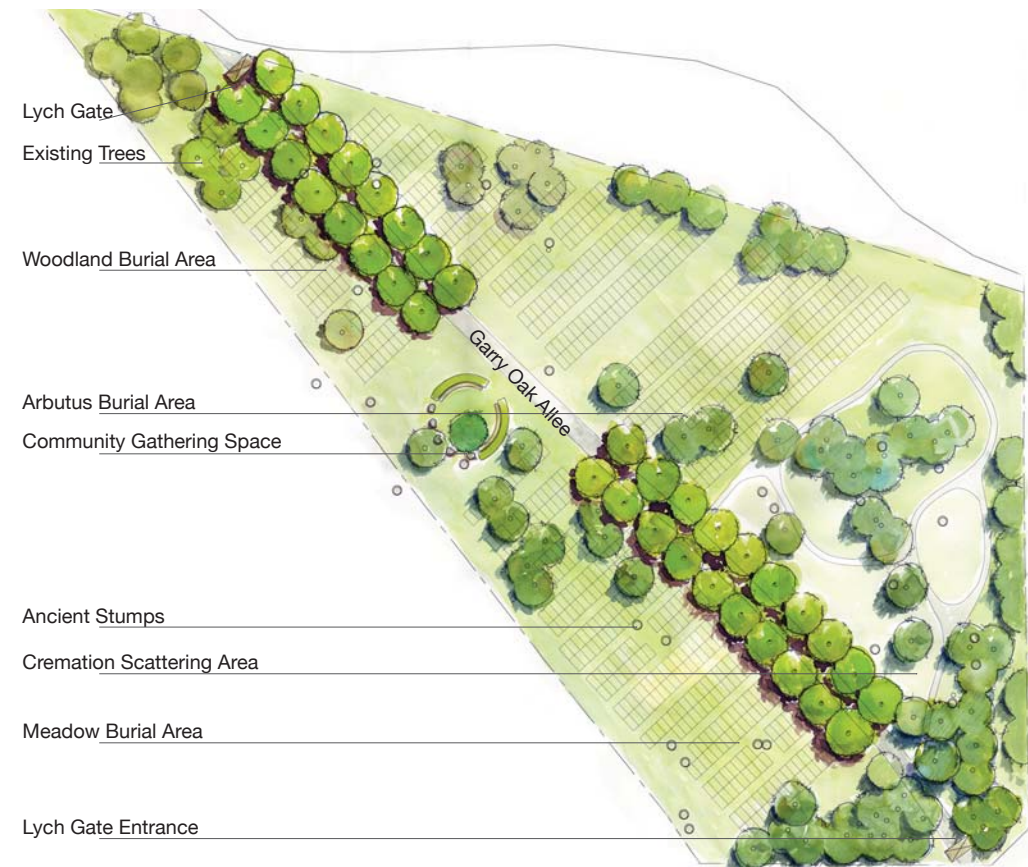 Lych Gate
Existing Trees
Woodland Burial Area
Garry Oak Allee
Arbutus Burial Area
Community Gathering Space
Ancient Stumps
Cremation Scattering Area
Meadow Burial Area
Lych Gate Entrance